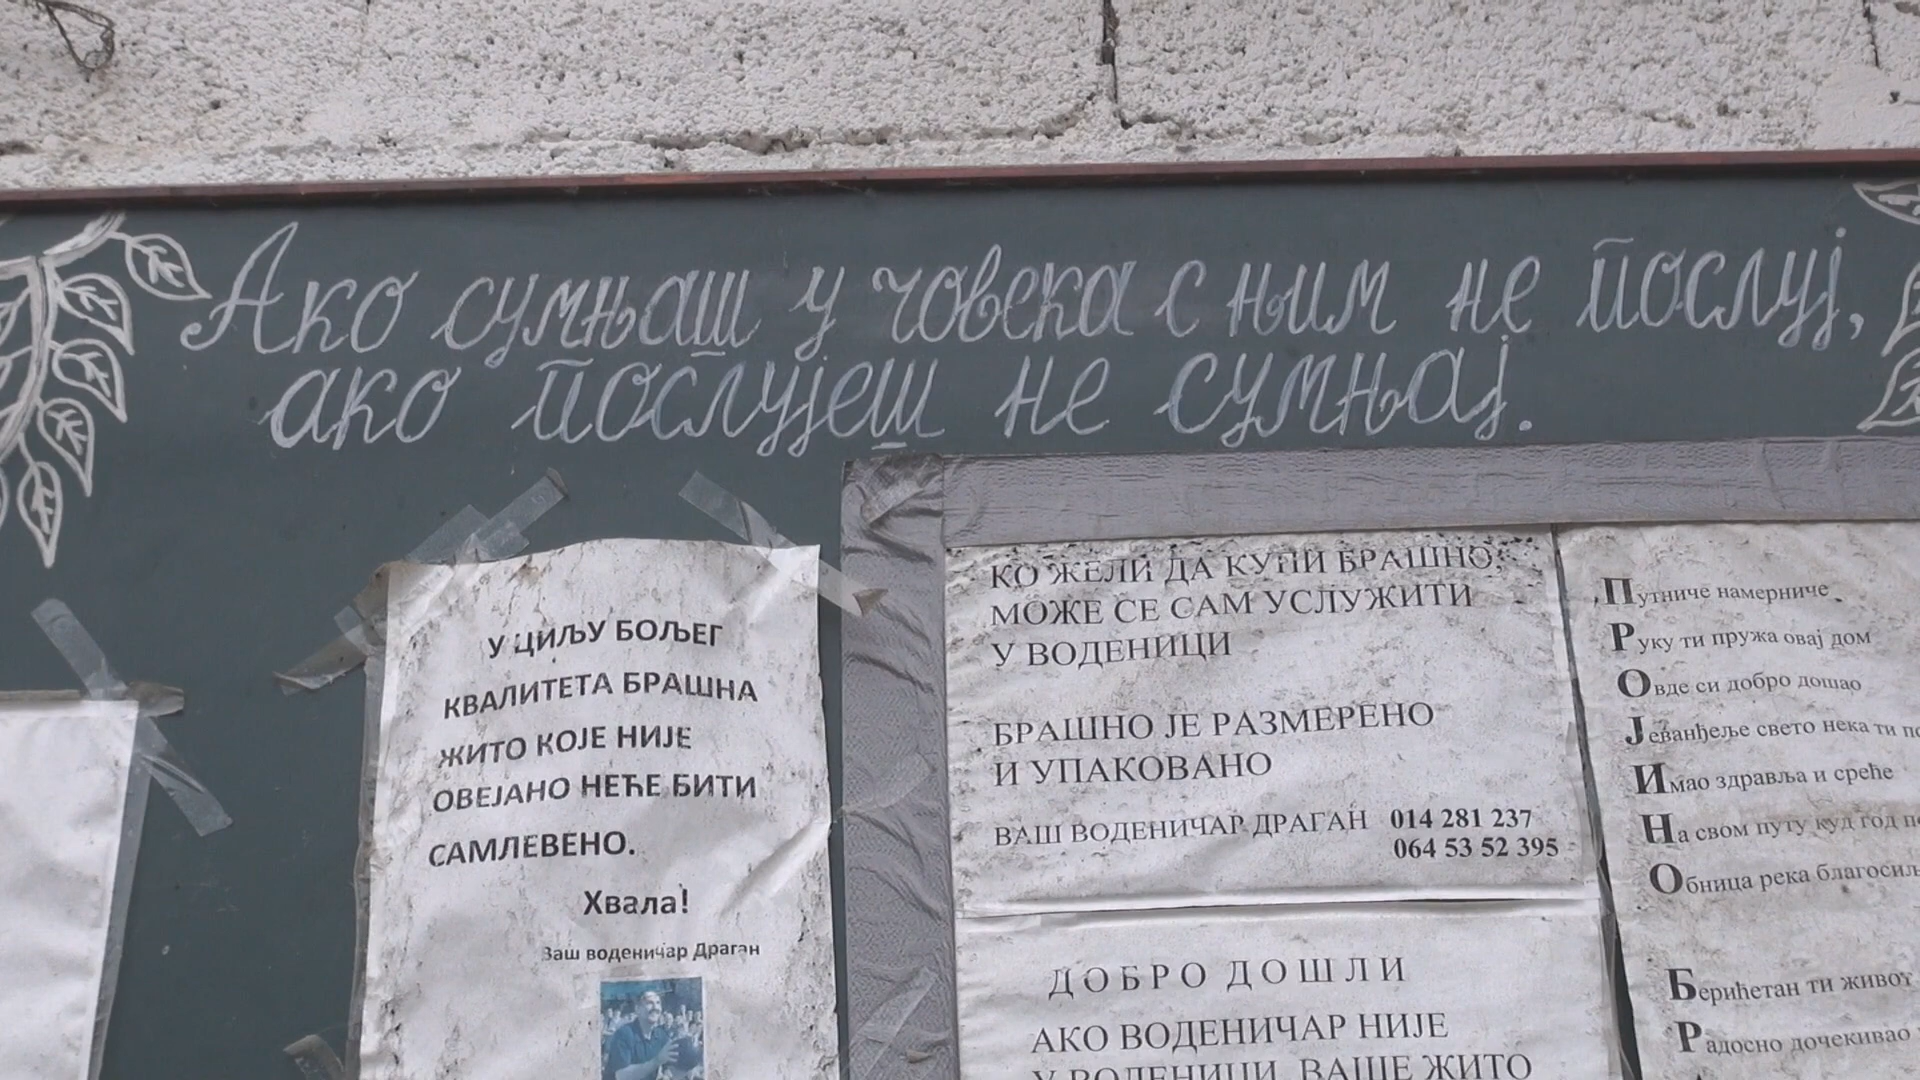 Ако сумњаш у човека с њим не послуј,
ако послујеш не сумњај.
У ЦИЉУ БОЉЕГ
КВАЛИТЕТА БРАШНА
ЖИТО КОЈЕ НИЈЕ
ОВЕЈАНО НЕЋЕ БИТИ
САМЛЕВЕНО.
Хвала!
Ваш воденичар Драган
КО ЖЕЛИ ДА КУПИ БРАШНО,
МОЖЕ СЕ САМ УСЛУЖИТИ
У ВОДЕНИЦИ
БРАШНО ЈЕ РАЗМЕРЕНО
И УПАКОВАНО
ВАШ ВОДЕНИЧАР ДРАГАН 014 281 237
064 53 52 395
ДОБРО ДОШЛИ
АКО ВОДЕНИЧАР НИЈЕ
У ВОДЕНИЦИ, ВАШЕ ЖИТО
Путниче намерниче
Руку ти пружа овај дом
Овде си добро дошао
Јеванђеље свето нека ти
Имао здравља и среће
На свом путу куд год
Обница река
Берићетан ти живот
Радосно дочекивао